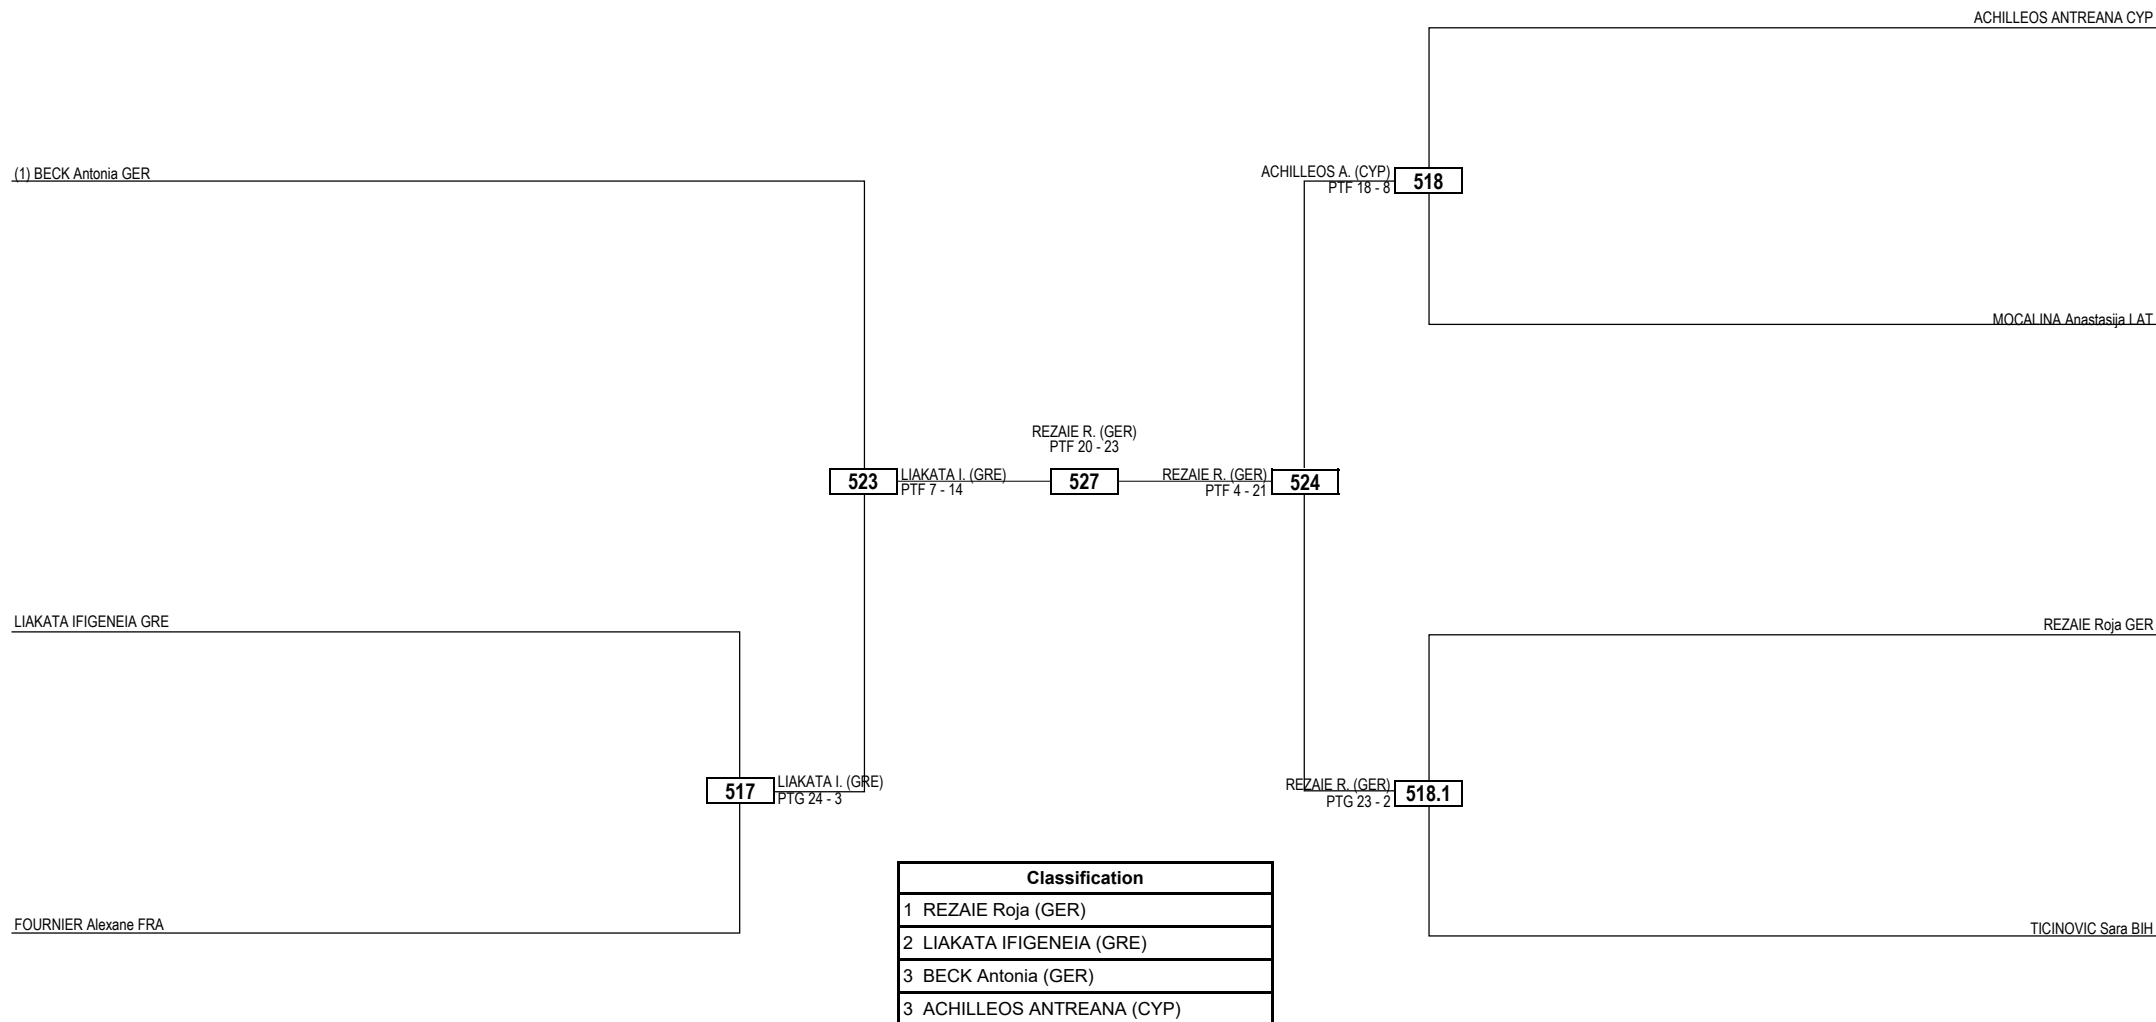 ACHILLEOS ANTREANA CYP
(1) BECK Antonia GER
ACHILLEOS A. (CYP)
PTF 18 - 8
518
MOCALINA Anastasija LAT
REZAIE R. (GER)
PTF 20 - 23
523
LIAKATA I. (GRE)
PTF 7 - 14
527
REZAIE R. (GER)
PTF 4 - 21
524
LIAKATA IFIGENEIA GRE
REZAIE Roja GER
517
LIAKATA I. (GRE)
PTG 24 - 3
REZAIE R. (GER)
PTG 23 - 2
518.1
FOURNIER Alexane FRA
TICINOVIC Sara BIH
Classification
1 REZAIE Roja (GER)
2 LIAKATA IFIGENEIA (GRE)
3 BECK Antonia (GER)
3 ACHILLEOS ANTREANA (CYP)